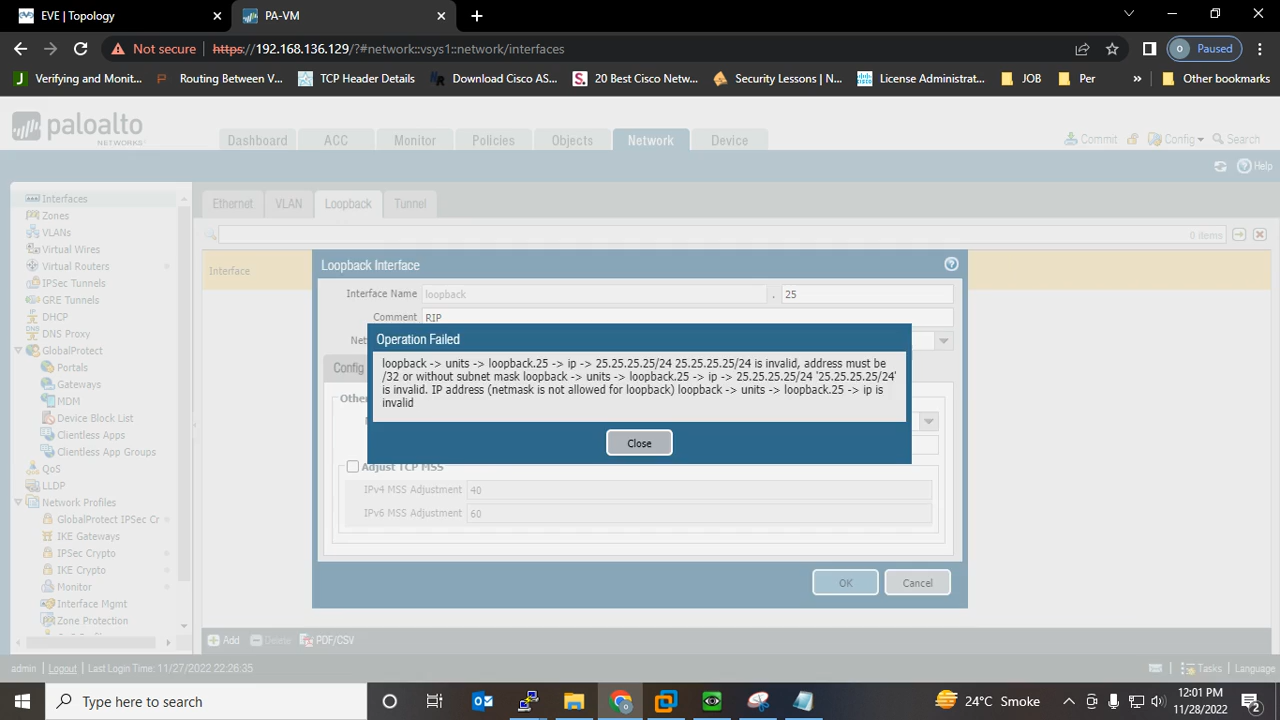 EVE | Topology
PA-VM
Not secure
https://192.168.136.129/?#network::vsys1::network/interfaces
Paused
Verifying and Monit...
Routing Between V...
TCP Header Details
Download Cisco AS...
20 Best Cisco Netw...
Security Lessons | N...
License Administrat...
JOB
Per
»
Other bookmarks
paloalto
NETWORKS
Dashboard
ACC
Monitor
Policies
Objects
Network
Device
Commit
Config
Search
Help
Interfaces
Zones
VLANs
Virtual Wires
Virtual Routers
IPSec Tunnels
GRE Tunnels
DHCP
DNS Proxy
GlobalProtect
Portals
Gateways
MDM
Device Block List
Clientless Apps
Clientless App Groups
QoS
LLDP
Network Profiles
GlobalProtect IPSec Cr
IKE Gateways
IPSec Crypto
IKE Crypto
Monitor
Interface Mgmt
Zone Protection
Ethernet
VLAN
Loopback
Tunnel
0 items
Interface
Loopback Interface
Interface Name
loopback
.
25
Comment
RIP
Net
Config
Operation Failed
loopback -> units -> loopback.25 -> ip -> 25.25.25.25/24 25.25.25.25/24 is invalid, address must be
/32 or without subnet mask loopback -> units -> loopback.25 -> ip -> 25.25.25.25/24 '25.25.25.25/24'
is invalid. IP address (netmask is not allowed for loopback) loopback -> units -> loopback.25 -> ip is
invalid
Close
Other
Adjust TCP MSS
IPv4 MSS Adjustment
40
IPv6 MSS Adjustment
60
OK
Cancel
Add
Delete
PDF/CSV
admin
Logout
Last Login Time: 11/27/2022 22:26:35
Tasks
Language
Type here to search
24°C Smoke
12:01 PM
11/28/2022
2